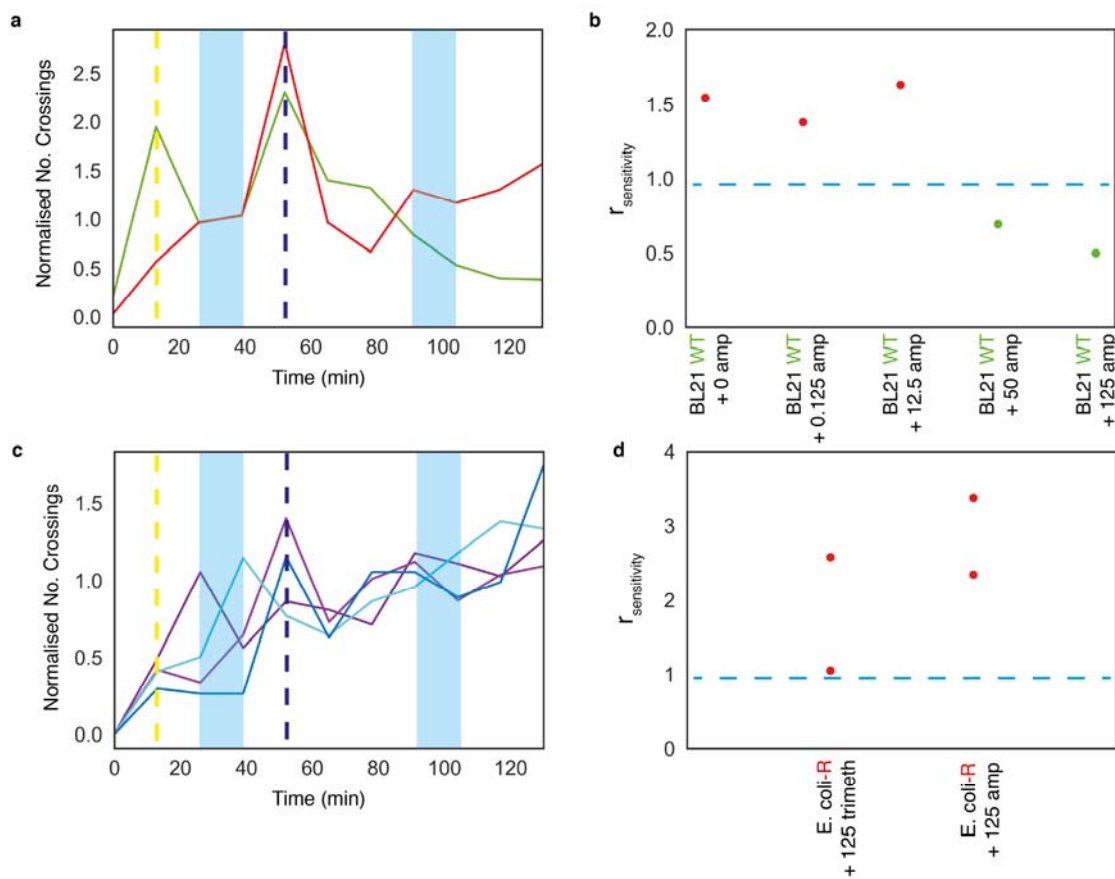 a
Normalised No. Crossings
2.5
2.0
1.5
1.0
0.5
0.0
0 20 40 60 80 100 120
Time (min)
b
r_sensitivity
2.0
1.5
1.0
0.5
0.0
BL21 WT
+ 0 amp
BL21 WT
+ 0.125 amp
BL21 WT
+ 12.5 amp
BL21 WT
+ 50 amp
BL21 WT
+ 125 amp
c
Normalised No. Crossings
1.5
1.0
0.5
0.0
0 20 40 60 80 100 120
Time (min)
d
r_sensitivity
4
3
2
1
0
E. coli-R
+ 125 trimeth
E. coli-R
+ 125 amp